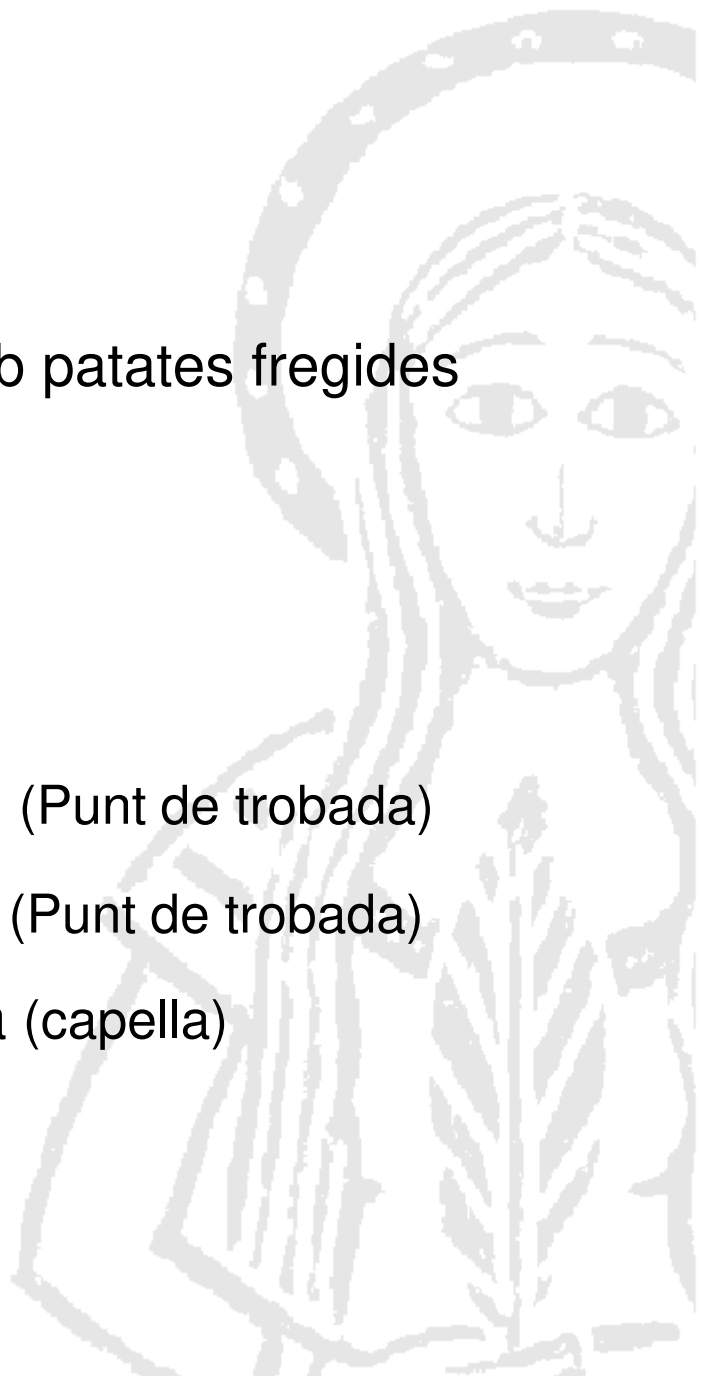 b patates fregides
(Punt de trobada)
(Punt de trobada)
a (capella)